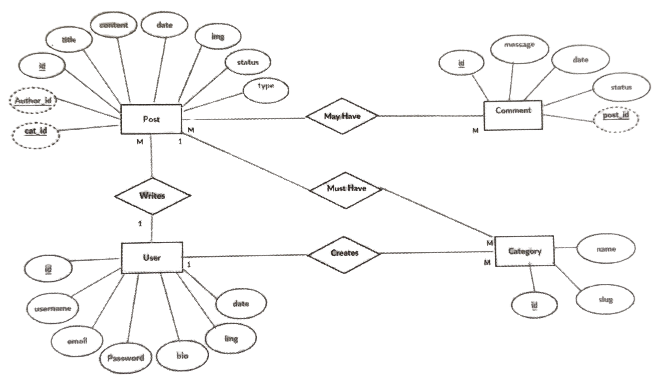 content
date
title
img
id
status
type
Author_id
cat_id
Post
M
1
M
May Have
M
Comment
id
message
date
status
post_id
Writes
1
Must Have
M
User
1
Creates
M
Category
name
slug
id
id
username
email
Password
bio
img
date